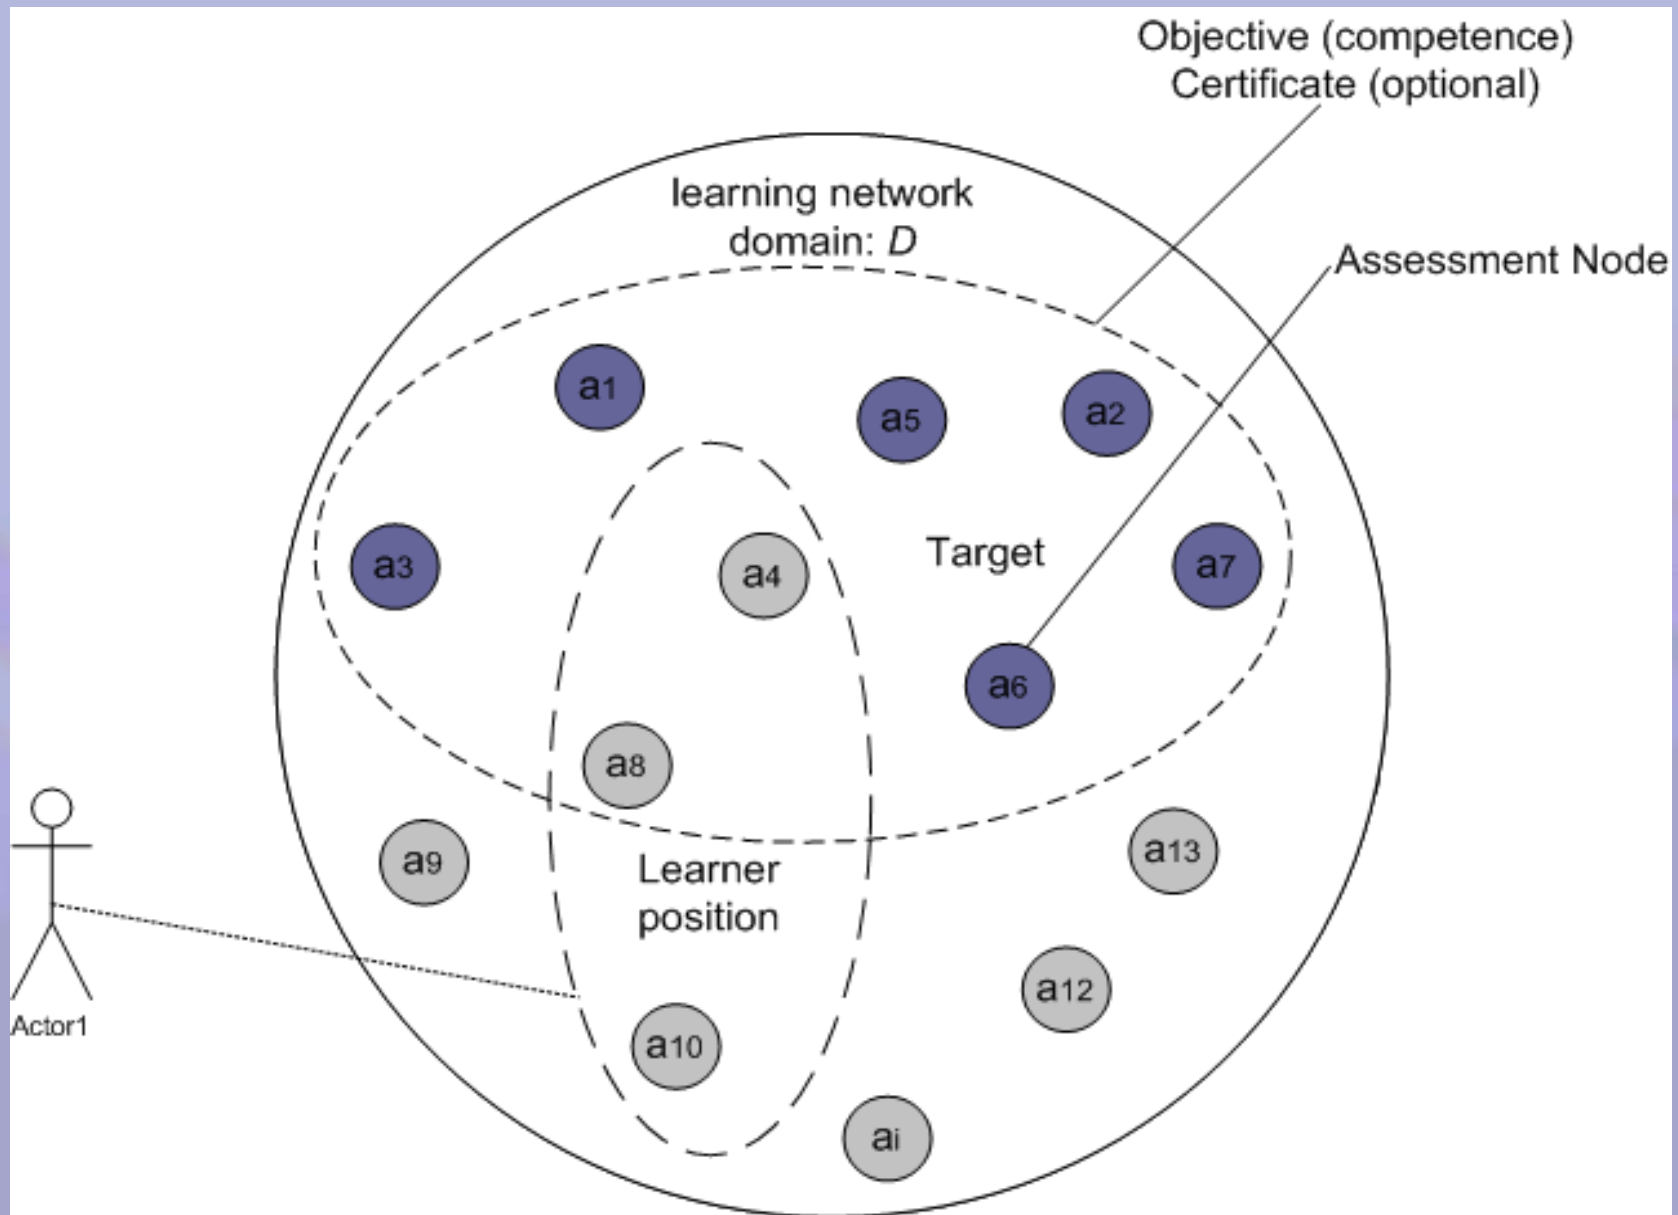 Objective (competence)
Certificate (optional)
learning network
domain: D
Assessment Node
a1
a5
a2
Target
a3
a4
a7
a6
a8
a9
Learner
position
a13
a12
Actor1
a10
ai